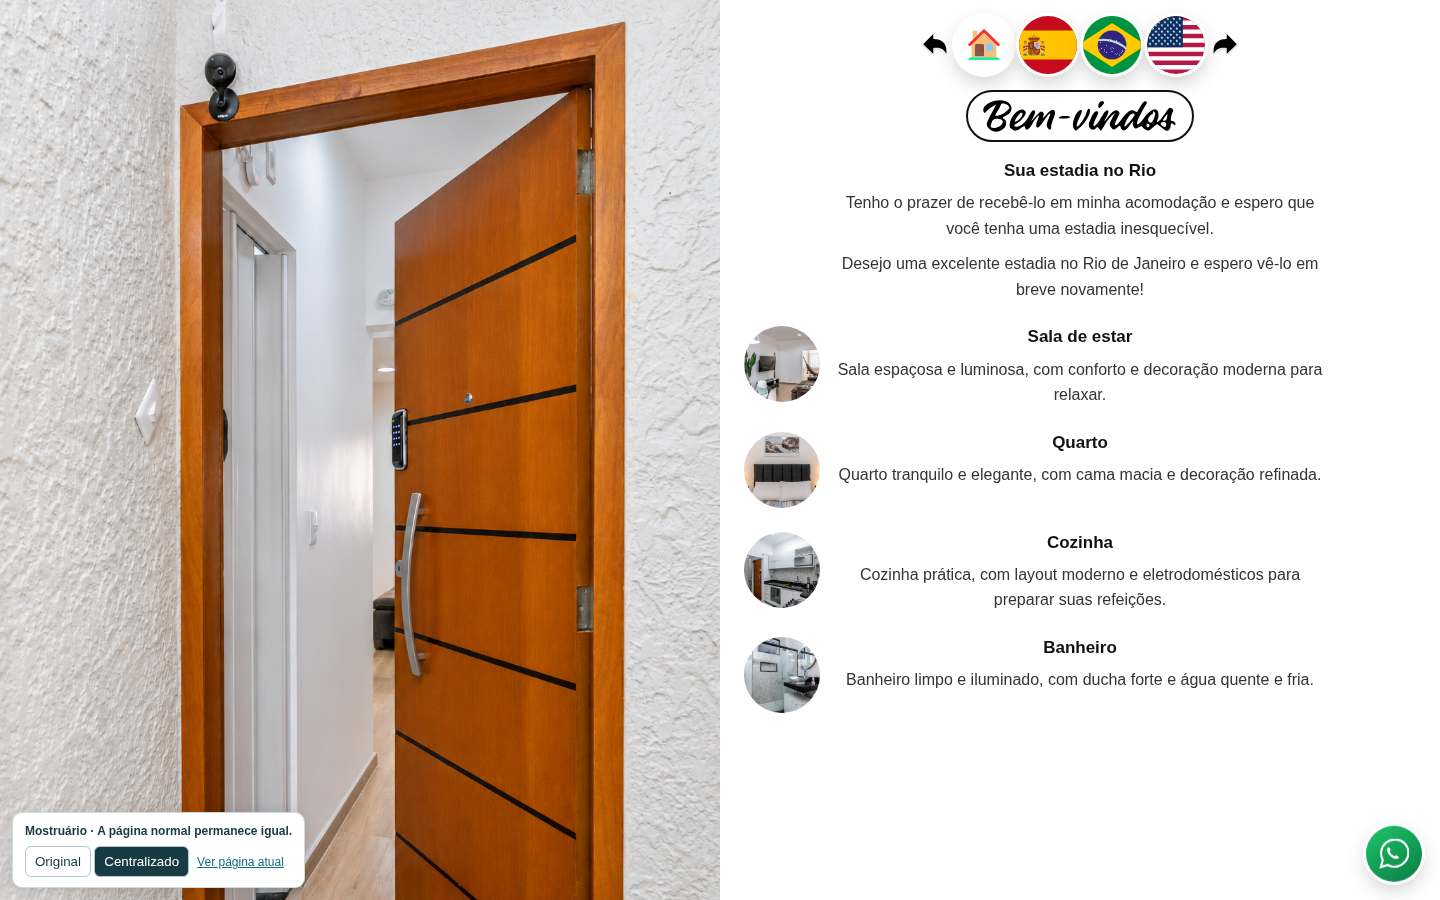 Bem-vindos
Sua estadia no Rio
Tenho o prazer de recebê-lo em minha acomodação e espero que
você tenha uma estadia inesquecível.
Desejo uma excelente estadia no Rio de Janeiro e espero vê-lo em
breve novamente!
Sala de estar
Sala espaçosa e luminosa, com conforto e decoração moderna para
relaxar.
Quarto
Quarto tranquilo e elegante, com cama macia e decoração refinada.
Cozinha
Cozinha prática, com layout moderno e eletrodomésticos para
preparar suas refeições.
Banheiro
Banheiro limpo e iluminado, com ducha forte e água quente e fria.
Mostruário · A página normal permanece igual.
Original Centralizado Ver página atual